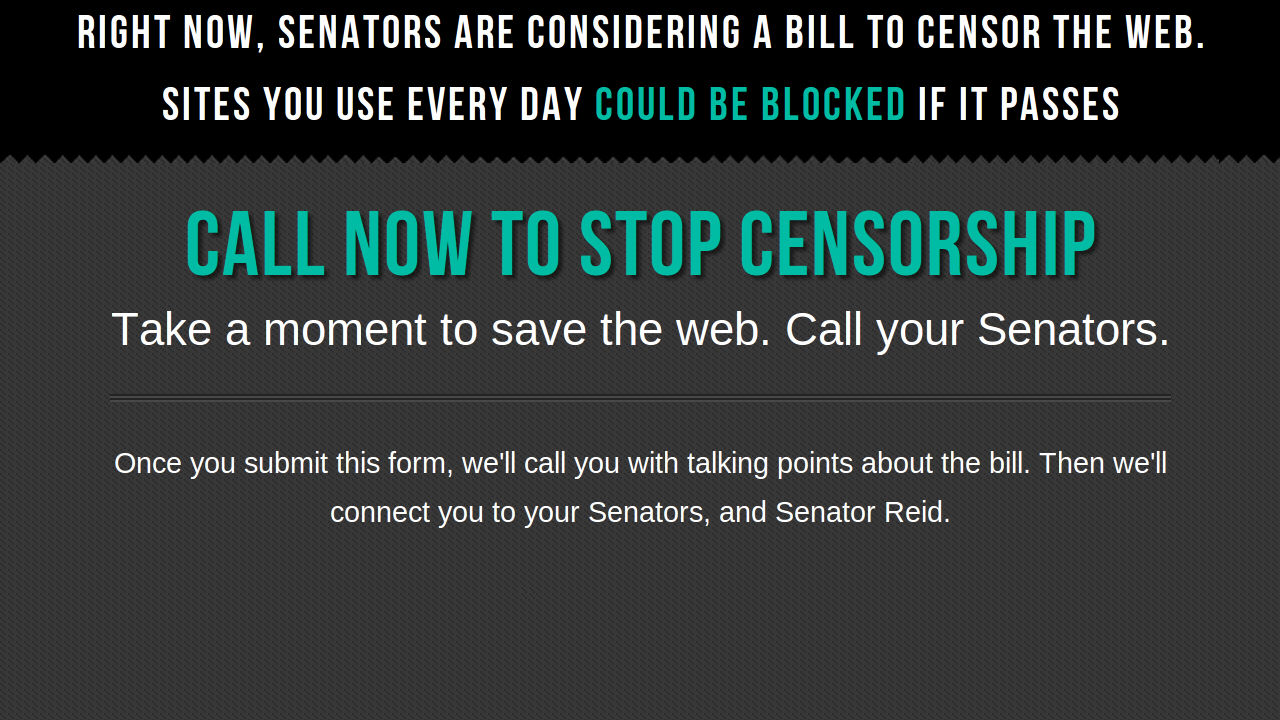 RIGHT NOW, SENATORS ARE CONSIDERING A BILL TO CENSOR THE WEB.
SITES YOU USE EVERY DAY COULD BE BLOCKED IF IT PASSES
CALL NOW TO STOP CENSORSHIP
Take a moment to save the web. Call your Senators.
Once you submit this form, we'll call you with talking points about the bill. Then we'll
connect you to your Senators, and Senator Reid.